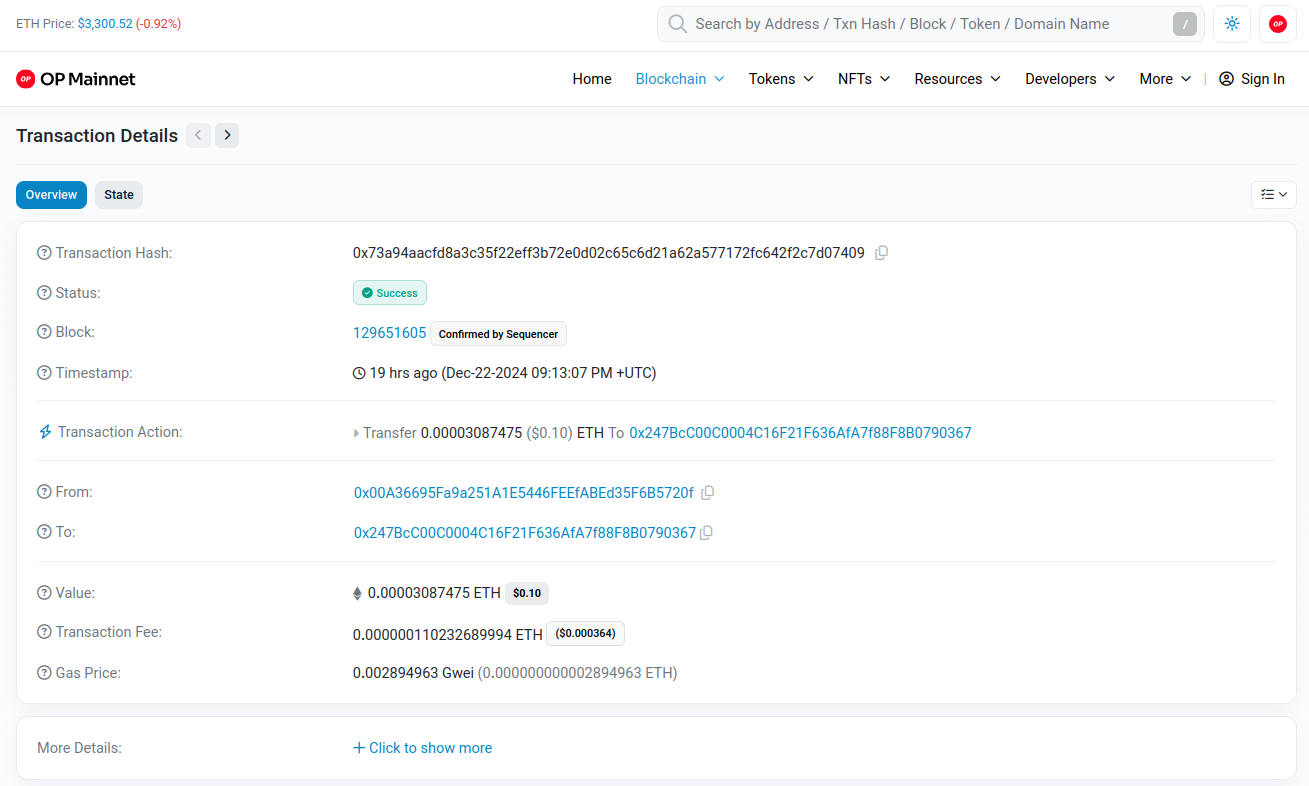 ETH Price: $3,300.52 (-0.92%)
Search by Address / Txn Hash / Block / Token / Domain Name
/
OP
OP OP Mainnet
Home Blockchain Tokens NFTs Resources Developers More | Sign In
Transaction Details
Overview State
Transaction Hash: 0x73a94aacfd8a3c35f22eff3b72e0d02c65c6d21a62a577172fc642f2c7d07409
Status: Success
Block: 129651605 Confirmed by Sequencer
Timestamp: 19 hrs ago (Dec-22-2024 09:13:07 PM +UTC)
Transaction Action: Transfer 0.00003087475 ($0.10) ETH To 0x247BcC00C0004C16F21F636AfA7f88F8B0790367
From: 0x00A36695Fa9a251A1E5446FEEfABEd35F6B5720f
To: 0x247BcC00C0004C16F21F636AfA7f88F8B0790367
Value: 0.00003087475 ETH $0.10
Transaction Fee: 0.000000110232689994 ETH ($0.000364)
Gas Price: 0.002894963 Gwei (0.000000000002894963 ETH)
More Details: + Click to show more